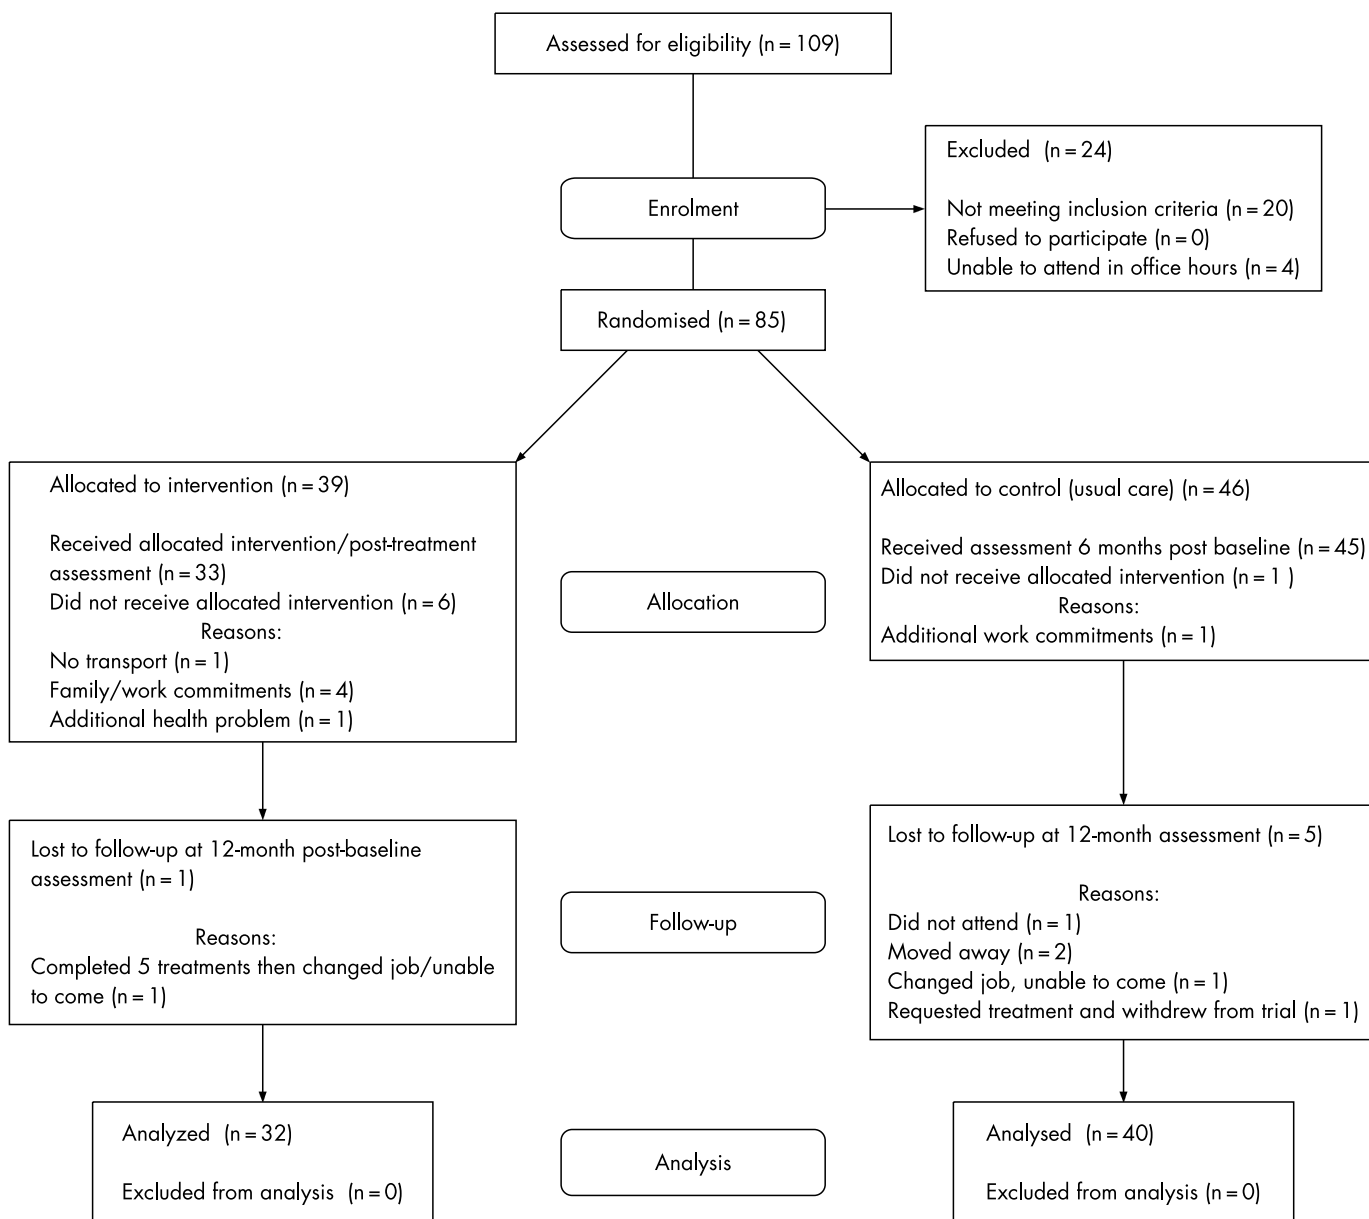 Assessed for eligibility (n = 109)
Excluded (n = 24)
Not meeting inclusion criteria (n = 20)
Refused to participate (n = 0)
Unable to attend in office hours (n = 4)
Enrolment
Randomised (n = 85)
Allocated to intervention (n = 39)
Received allocated intervention/post-treatment
assessment (n = 33)
Did not receive allocated intervention (n = 6)
Reasons:
No transport (n = 1)
Family/work commitments (n = 4)
Additional health problem (n = 1)
Allocation
Allocated to control (usual care) (n = 46)
Received assessment 6 months post baseline (n = 45)
Did not receive allocated intervention (n = 1 )
Reasons:
Additional work commitments (n = 1)
Lost to follow-up at 12-month post-baseline
assessment (n = 1)
Reasons:
Completed 5 treatments then changed job/unable
to come (n = 1)
Follow-up
Lost to follow-up at 12-month assessment (n = 5)
Reasons:
Did not attend (n = 1)
Moved away (n = 2)
Changed job, unable to come (n = 1)
Requested treatment and withdrew from trial (n = 1)
Analyzed (n = 32)
Excluded from analysis (n = 0)
Analysis
Analysed (n = 40)
Excluded from analysis (n = 0)